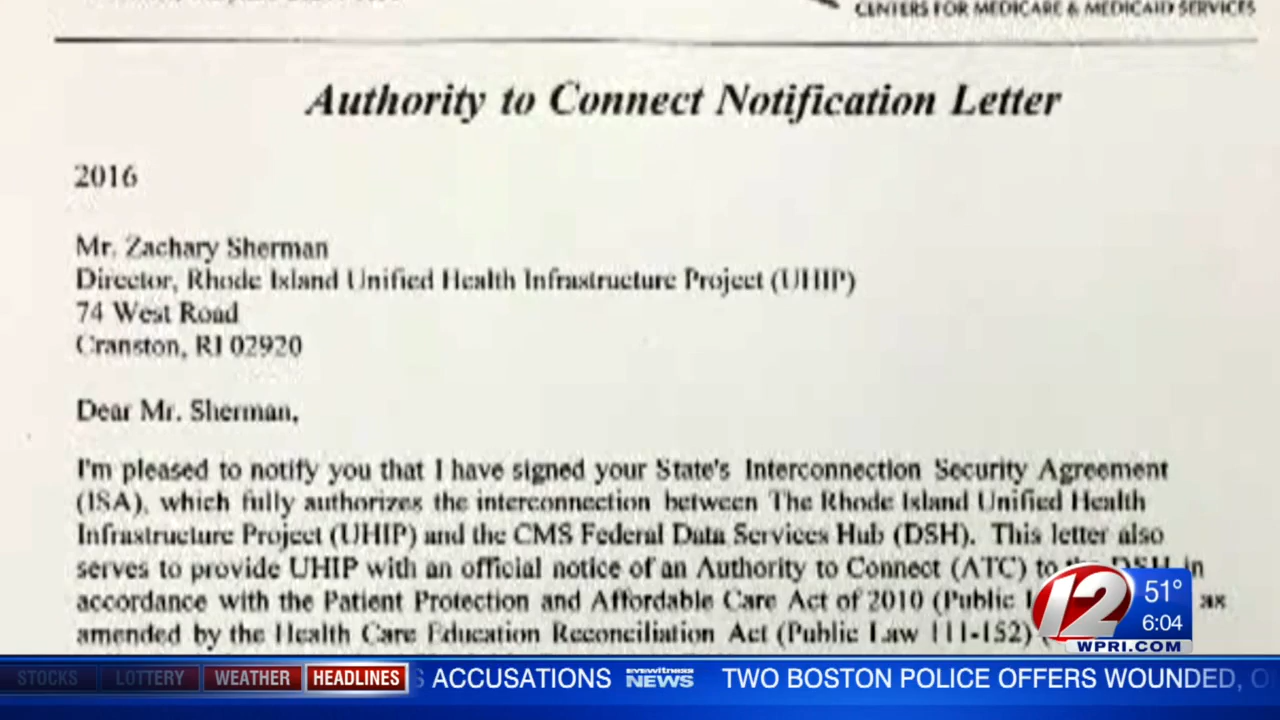 CENTERS FOR MEDICARE & MEDICAID SERVICES
Authority to Connect Notification Letter
2016
Mr. Zachary Sherman
Director, Rhode Island Unified Health Infrastructure Project (UHIP)
74 West Road
Cranston, RI 02920
Dear Mr. Sherman,
I'm pleased to notify you that I have signed your State's Interconnection Security Agreement
(ISA), which fully authorizes the interconnection between The Rhode Island Unified Health
Infrastructure Project (UHIP) and the CMS Federal Data Services Hub (DSH). This letter also
serves to provide UHIP with an official notice of an Authority to Connect (ATC) to the DSH in
accordance with the Patient Protection and Affordable Care Act of 2010 (Public as
amended by the Health Care Education Reconciliation Act (Public Law 111-152)
12 51°
6:04
WPRI.COM
STOCKS LOTTERY WEATHER HEADLINES S ACCUSATIONS eyewitness NEWS TWO BOSTON POLICE OFFERS WOUNDED,